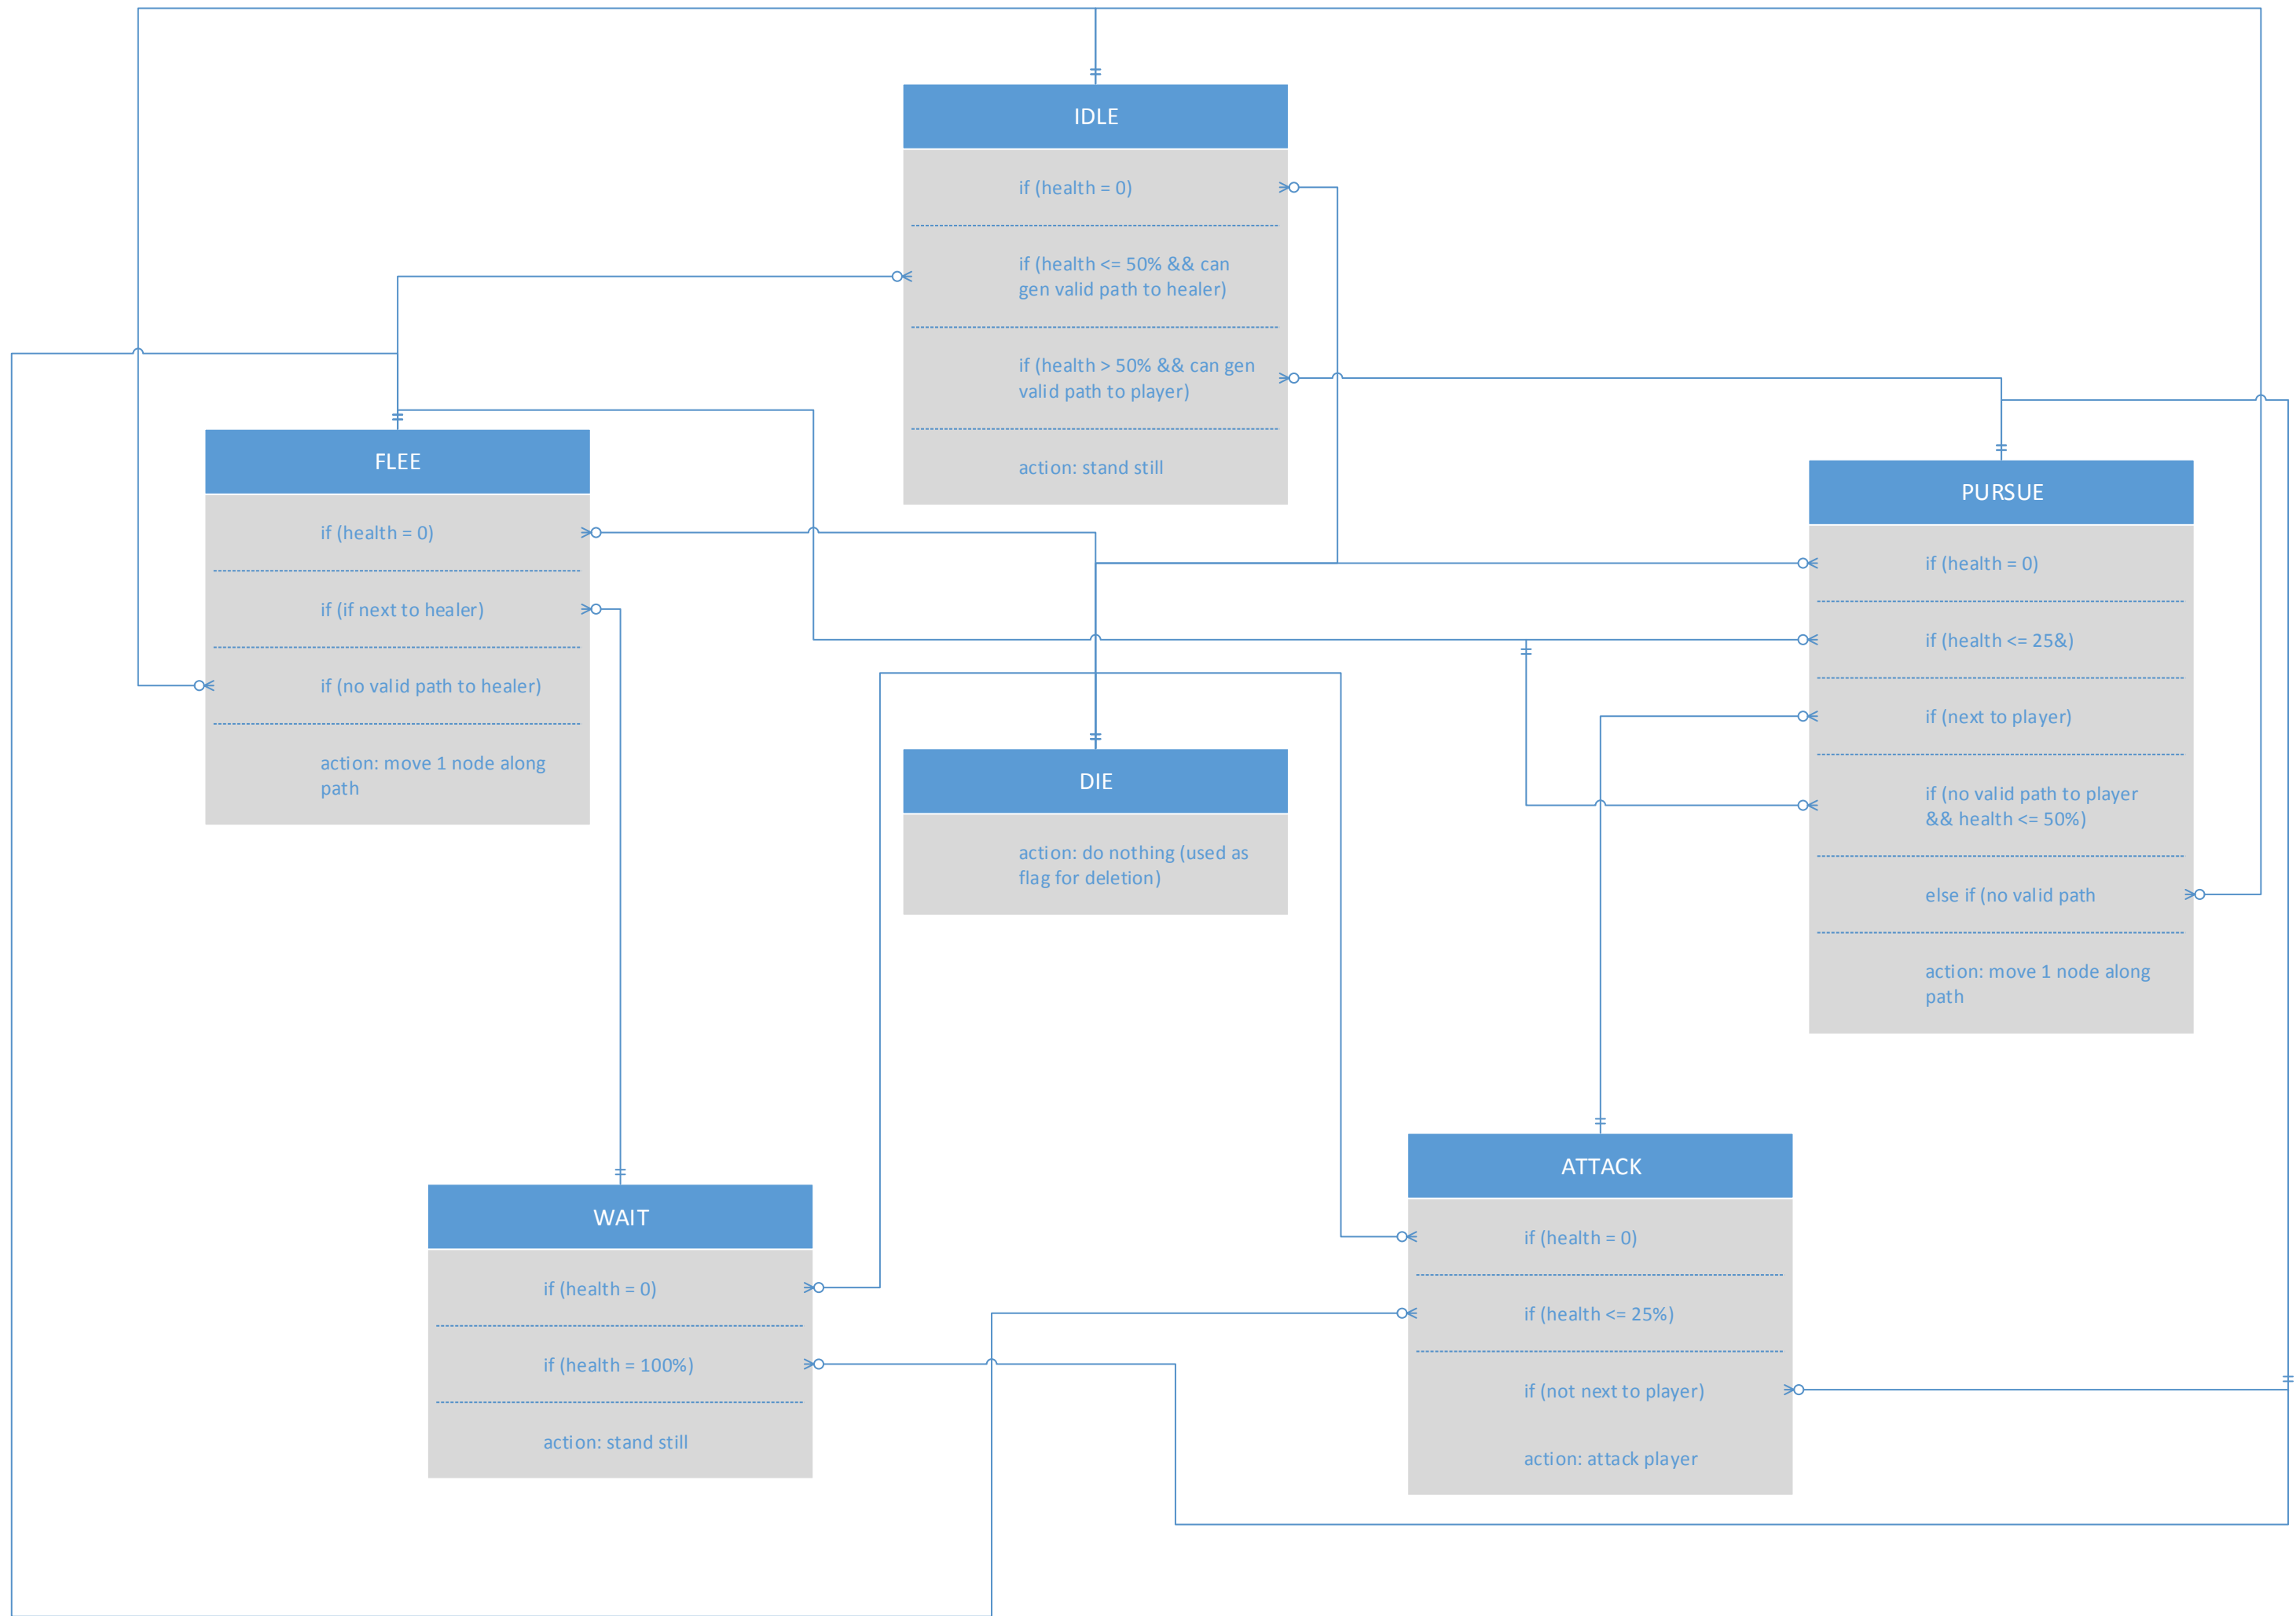 IDLE
if (health = 0)
if (health <= 50% && can
gen valid path to healer)
if (health > 50% && can gen
valid path to player)
action: stand still
FLEE
if (health = 0)
if (if next to healer)
if (no valid path to healer)
action: move 1 node along
path
PURSUE
if (health = 0)
if (health <= 25&)
if (next to player)
if (no valid path to player
&& health <= 50%)
else if (no valid path
action: move 1 node along
path
DIE
action: do nothing (used as
flag for deletion)
WAIT
if (health = 0)
if (health = 100%)
action: stand still
ATTACK
if (health = 0)
if (health <= 25%)
if (not next to player)
action: attack player